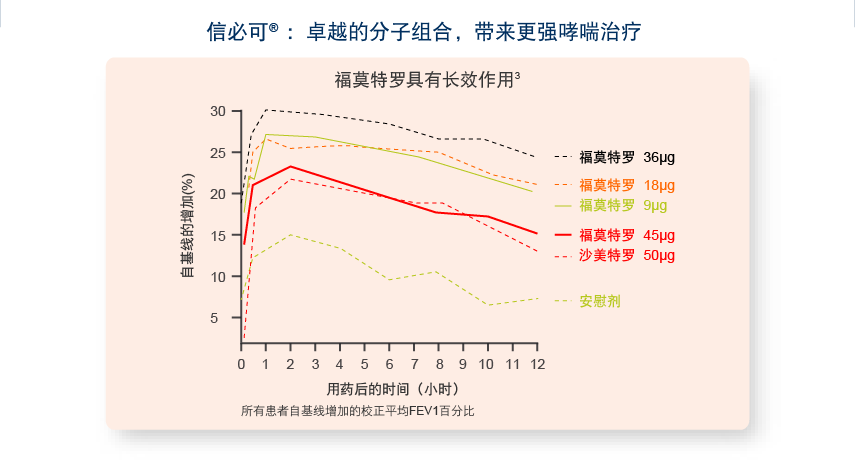 信必可®：卓越的分子组合，带来更强哮喘治疗
福莫特罗具有长效作用3
自基线的增加(%)
30
25
20
15
10
5
0 1 2 3 4 5 6 7 8 9 10 11 12
用药后的时间（小时）
所有患者自基线增加的校正平均FEV1百分比
福莫特罗 36μg
福莫特罗 18μg
福莫特罗 9μg
福莫特罗 45μg
沙美特罗 50μg
安慰剂